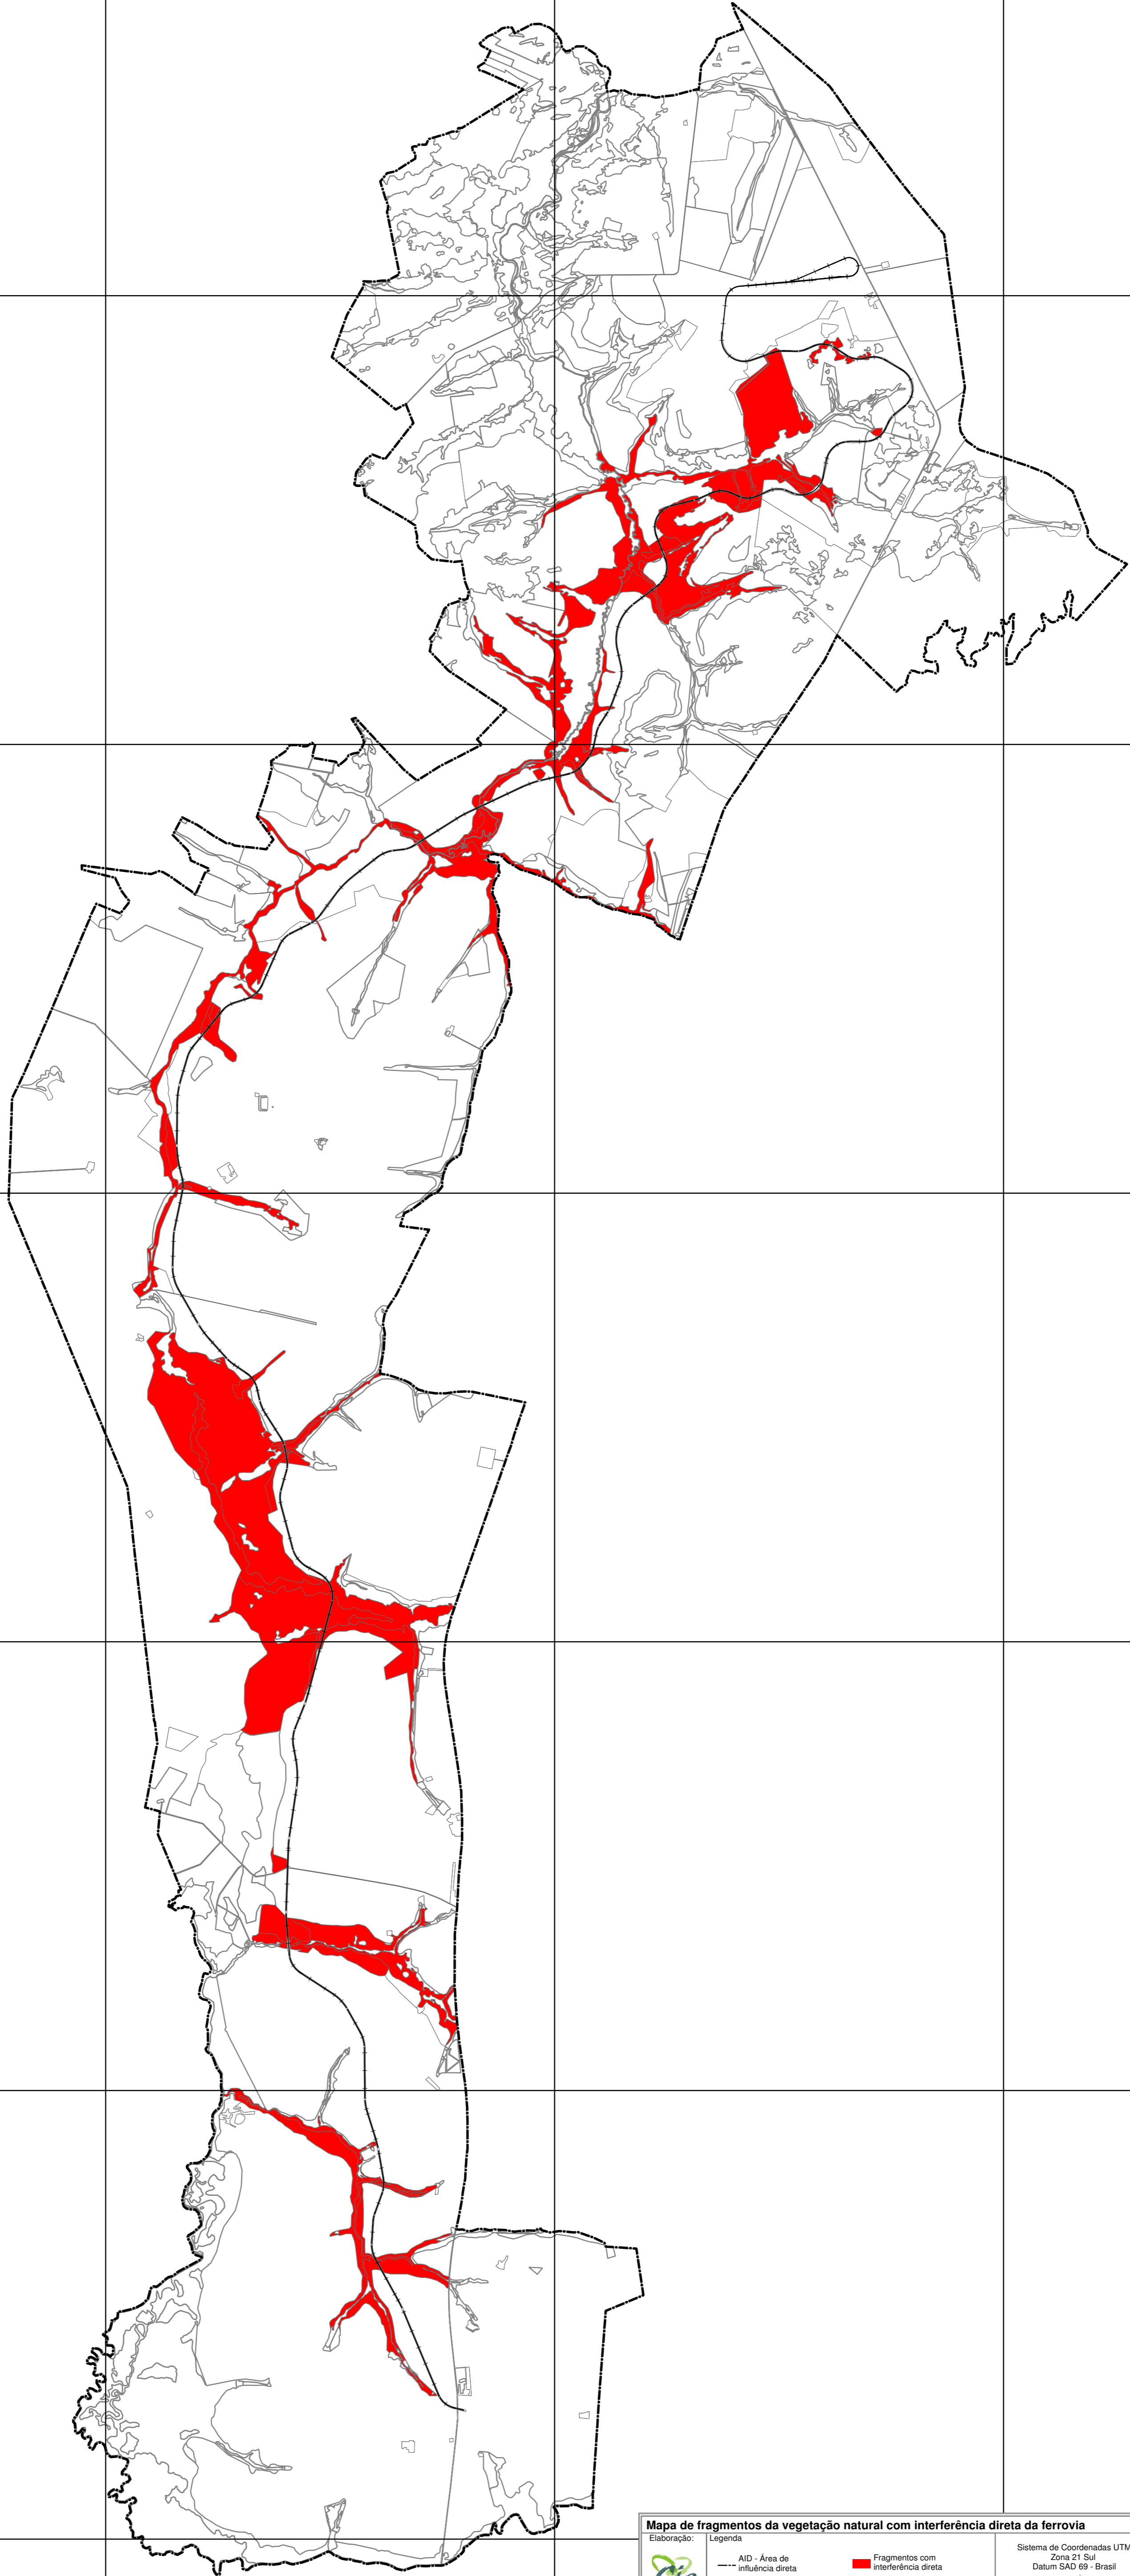 Mapa de fragmentos da vegetação natural com interferência direta da ferrovia
Elaboração:
Legenda
AID - Área de
influência direta
Fragmentos com
interferência direta
Sistema de Coordenadas UTM
Zona 21 Sul
Datum SAD 69 - Brasil